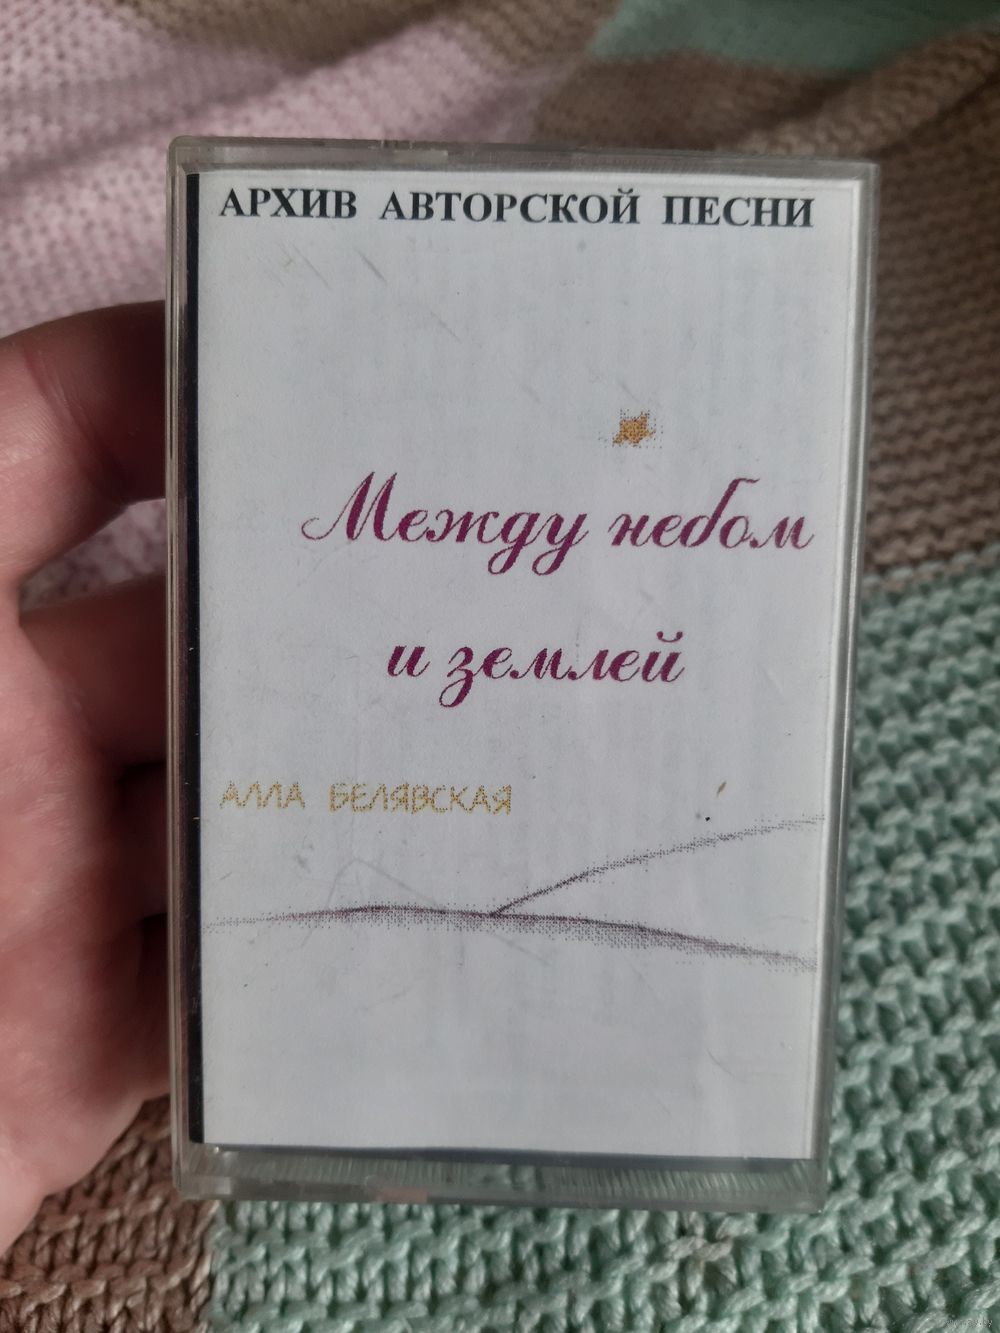 АРХИВ АВТОРСКОЙ ПЕСНИ
Между небом
и землей
АЛЛА БЕЛЯВСКАЯ